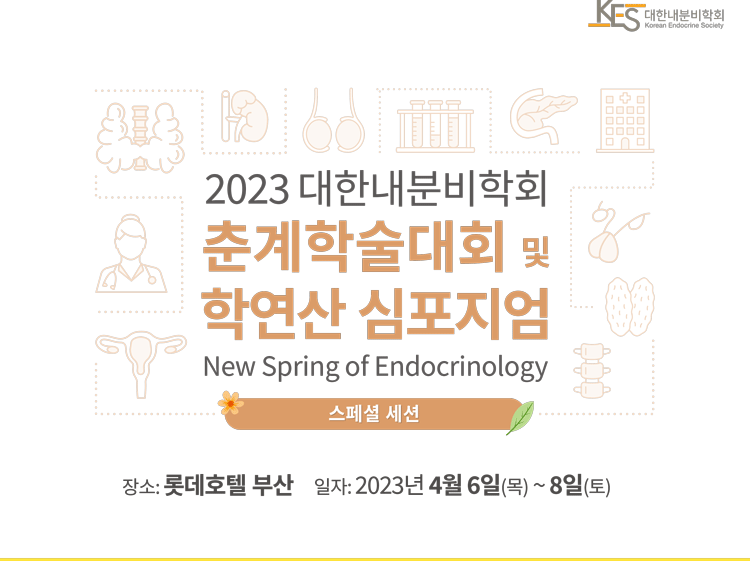 KES 대한내분비학회
Korean Endocrine Society
2023 대한내분비학회
춘계학술대회 및
학연산 심포지엄
New Spring of Endocrinology
스페셜 세션
장소: 롯데호텔 부산 일자: 2023년 4월 6일(목) ~ 8일(토)